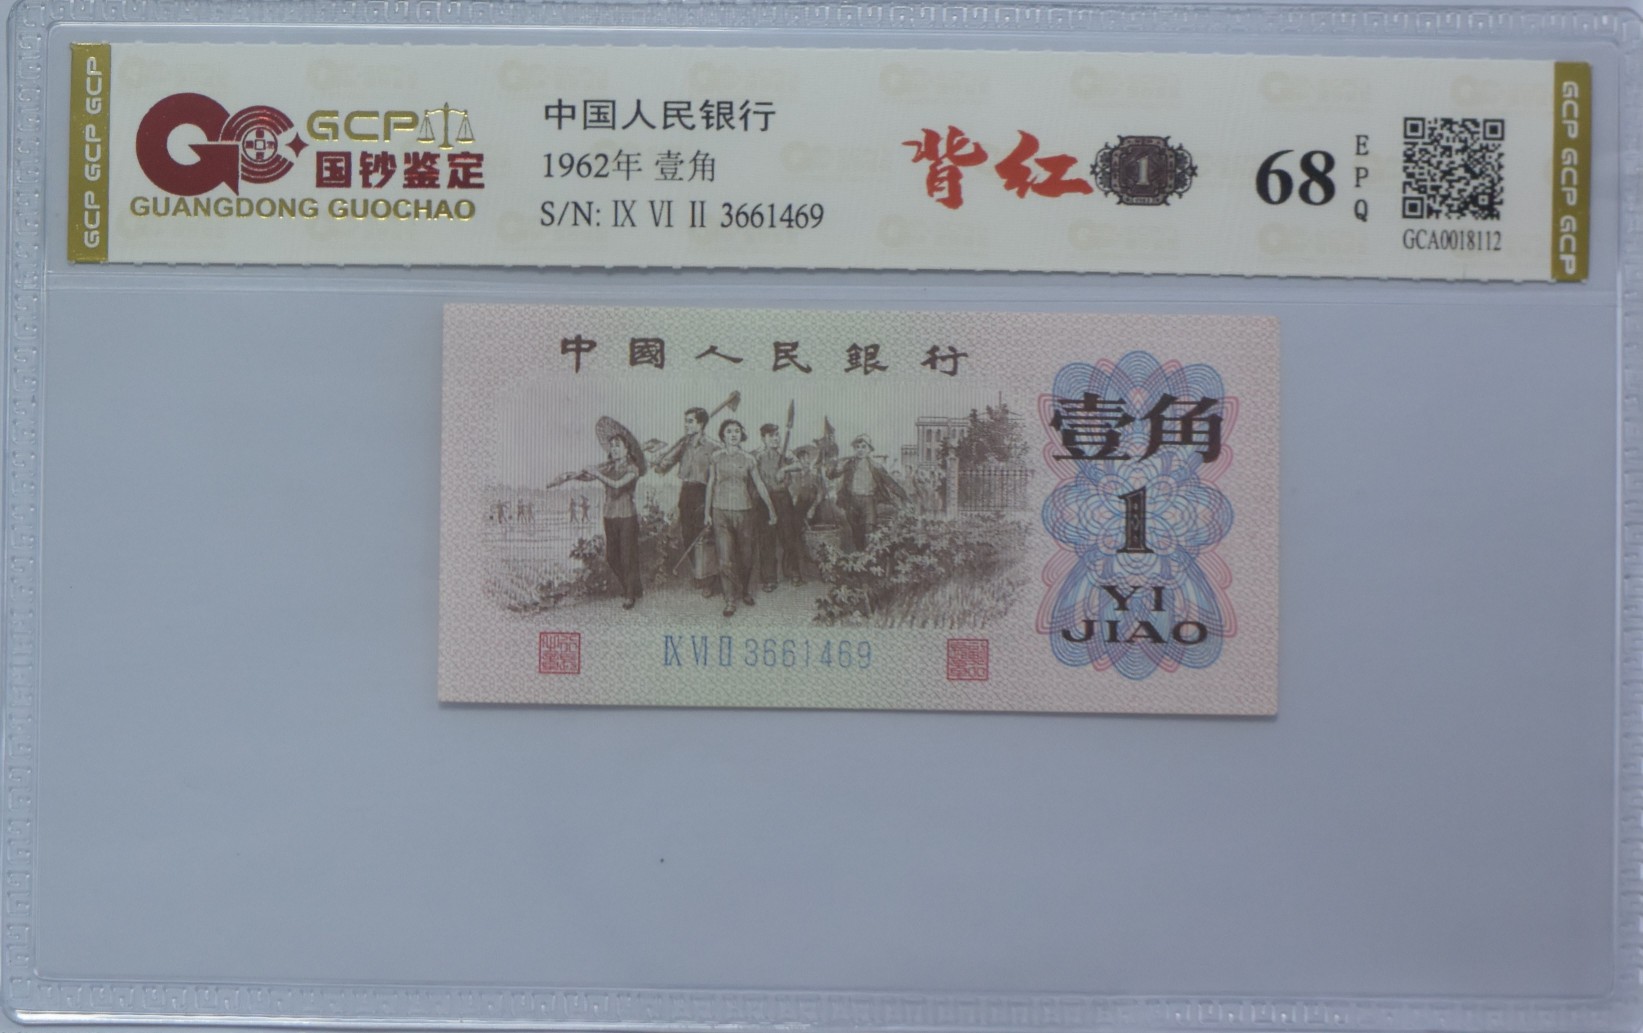 GCP GCP GCP
GCP
国钞鉴定
GUANGDONG GUOCHAO
中国人民银行
1962年 壹角
S/N: IX VI II 3661469
背红
1
68
EPQ
GCA0018112
GCP GCP GCP
中國人民銀行
壹角
1
YI
JIAO
IX VI II 3661469